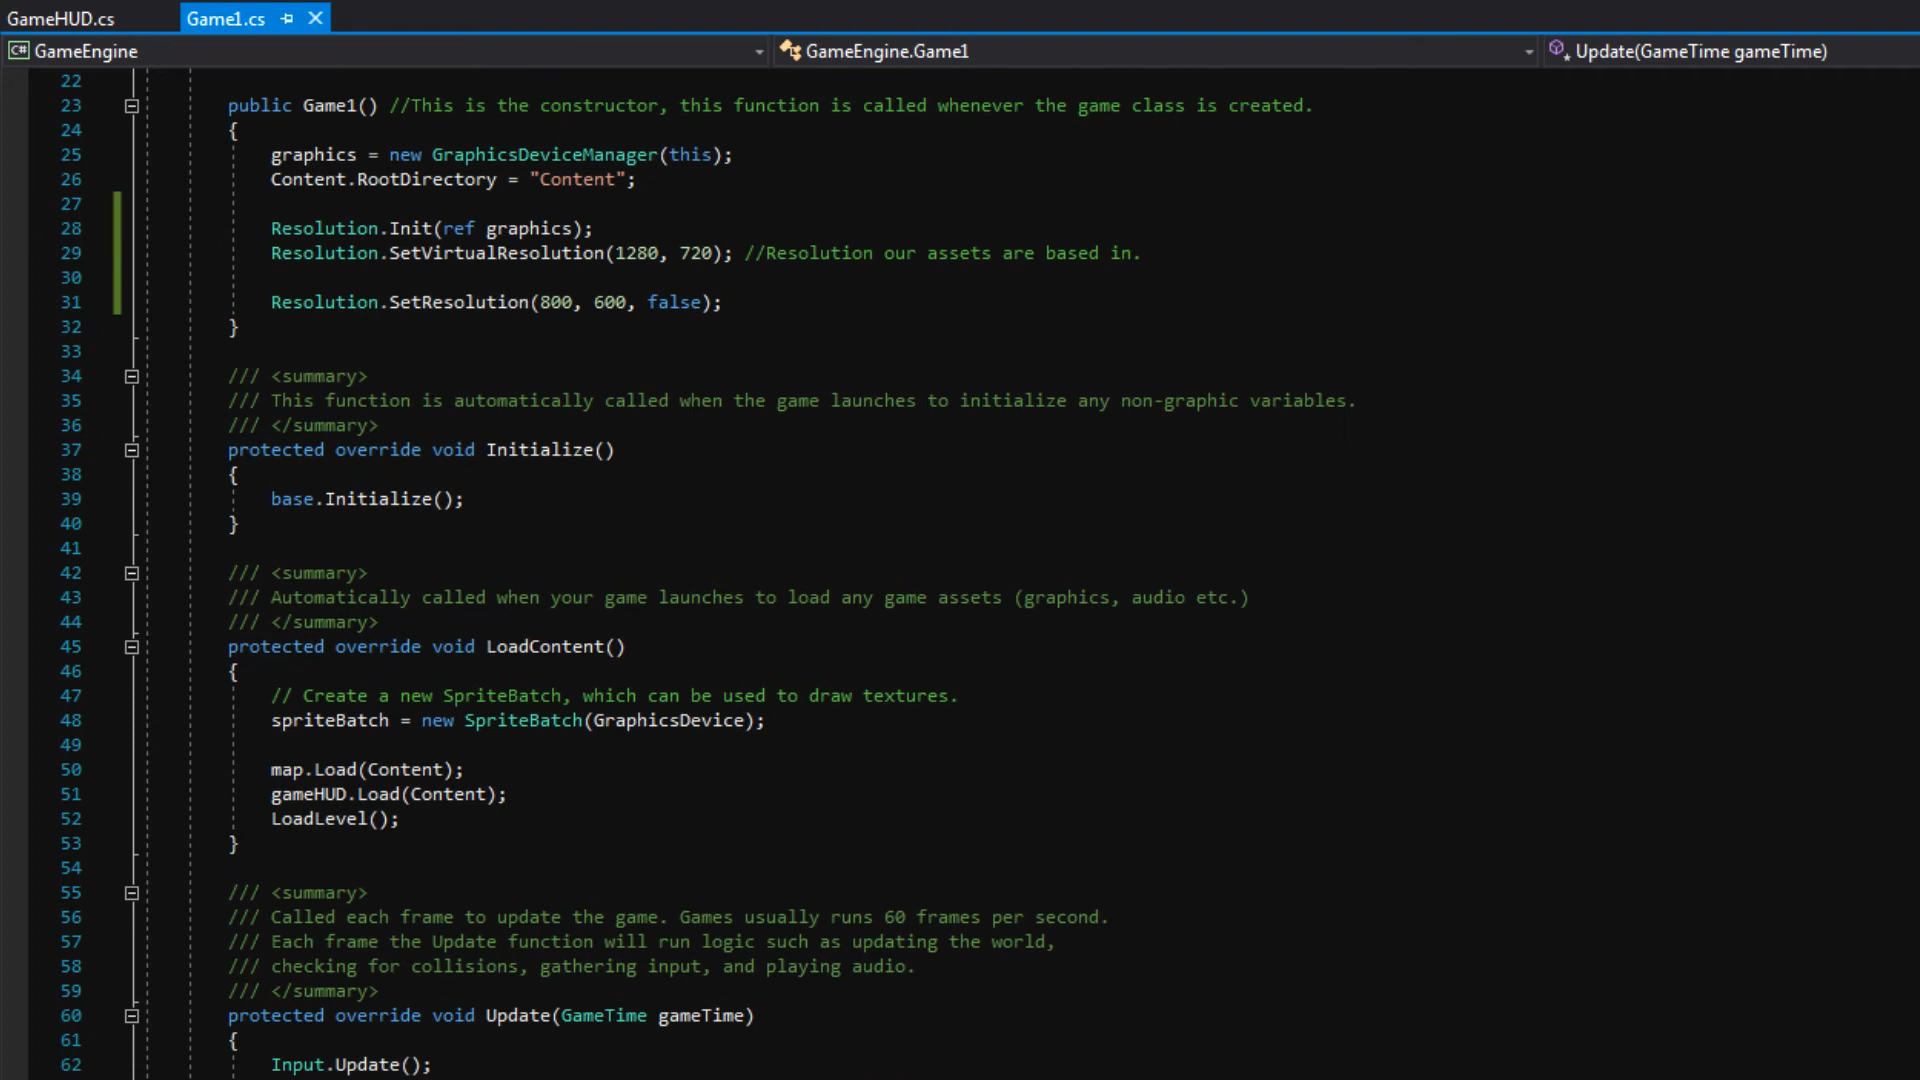 GameHUD.cs Game1.cs
C# GameEngine GameEngine.Game1 Update(GameTime gameTime)
22
23 public Game1() //This is the constructor, this function is called whenever the game class is created.
24 {
25 graphics = new GraphicsDeviceManager(this);
26 Content.RootDirectory = "Content";
27
28 Resolution.Init(ref graphics);
29 Resolution.SetVirtualResolution(1280, 720); //Resolution our assets are based in.
30
31 Resolution.SetResolution(800, 600, false);
32 }
33
34 /// <summary>
35 /// This function is automatically called when the game launches to initialize any non-graphic variables.
36 /// </summary>
37 protected override void Initialize()
38 {
39 base.Initialize();
40 }
41
42 /// <summary>
43 /// Automatically called when your game launches to load any game assets (graphics, audio etc.)
44 /// </summary>
45 protected override void LoadContent()
46 {
47 // Create a new SpriteBatch, which can be used to draw textures.
48 spriteBatch = new SpriteBatch(GraphicsDevice);
49
50 map.Load(Content);
51 gameHUD.Load(Content);
52 LoadLevel();
53 }
54
55 /// <summary>
56 /// Called each frame to update the game. Games usually runs 60 frames per second.
57 /// Each frame the Update function will run logic such as updating the world,
58 /// checking for collisions, gathering input, and playing audio.
59 /// </summary>
60 protected override void Update(GameTime gameTime)
61 {
62 Input.Update();